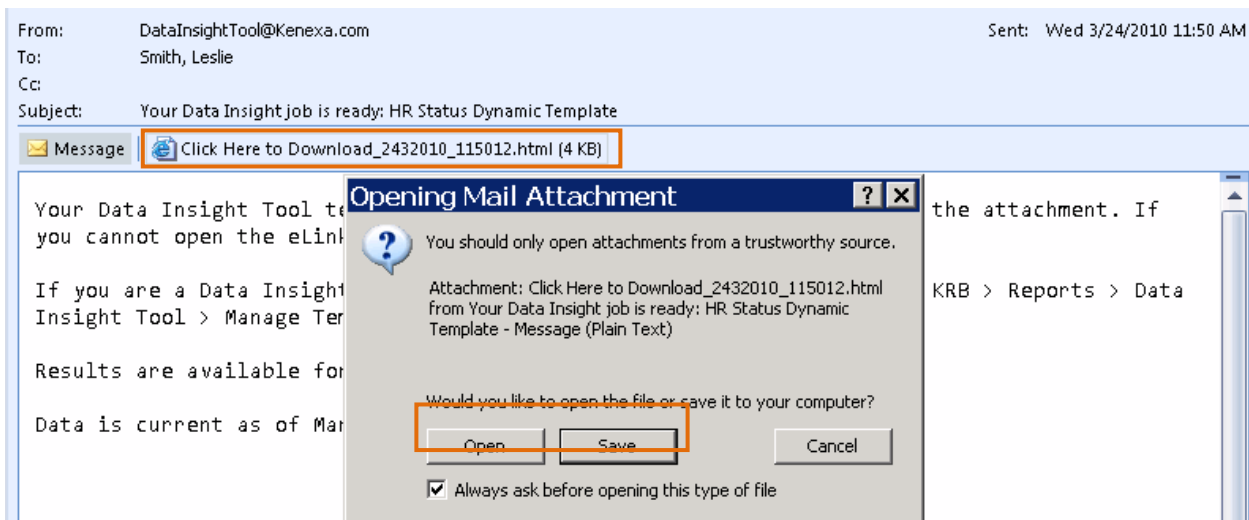 From: DataInsightTool@Kenexa.com Sent: Wed 3/24/2010 11:50 AM
To: Smith, Leslie
Cc:
Subject: Your Data Insight job is ready: HR Status Dynamic Template
Message Click Here to Download_2432010_115012.html (4 KB)
Your Data Insight Tool the attachment. If
you cannot open the
If you are a Data Insight KRB > Reports > Data
Insight Tool > Manage
Results are available
Data is current as of
Opening Mail Attachment
You should only open attachments from a trustworthy source.
Attachment: Click Here to Download_2432010_115012.html
from Your Data Insight job is ready: HR Status Dynamic
Template - Message (Plain Text)
Would you like to open the file or save it to your computer?
Open Save Cancel
Always ask before opening this type of file